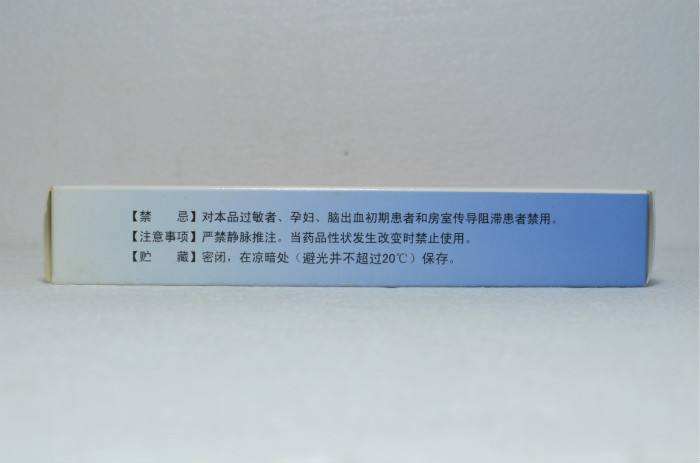 【禁　　忌】对本品过敏者、孕妇、脑出血初期患者和房室传导阻滞患者禁用。
【注意事项】严禁静脉推注。当药品性状发生改变时禁止使用。
【贮　　藏】密闭，在凉暗处（避光并不超过20℃）保存。